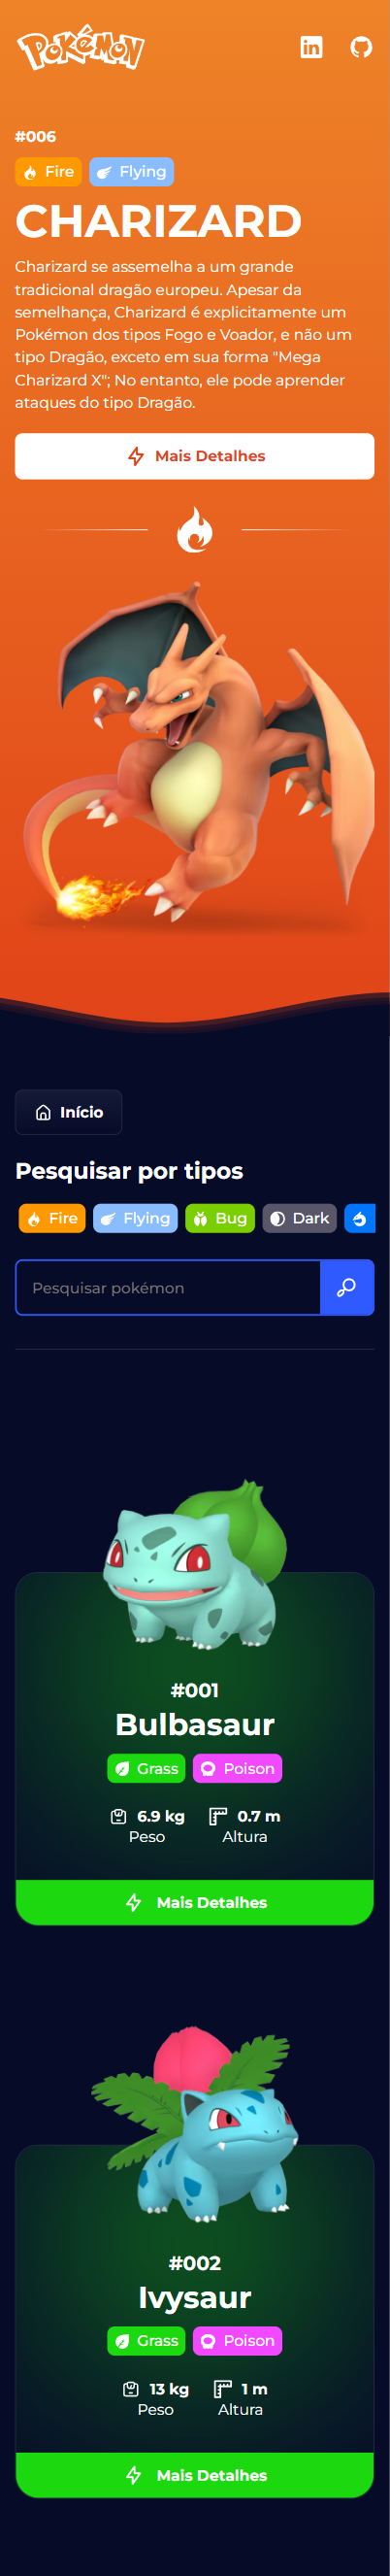 POKéMON
#006
Fire Flying
CHARIZARD
Charizard se assemelha a um grande
tradicional dragão europeu. Apesar da
semelhança, Charizard é explicitamente um
Pokémon dos tipos Fogo e Voador, e não um
tipo Dragão, exceto em sua forma "Mega
Charizard X"; No entanto, ele pode aprender
ataques do tipo Dragão.
Mais Detalhes
Início
Pesquisar por tipos
Fire Flying Bug Dark
Pesquisar pokémon
#001
Bulbasaur
Grass Poison
6.9 kg 0.7 m
Peso Altura
Mais Detalhes
#002
Ivysaur
Grass Poison
13 kg 1 m
Peso Altura
Mais Detalhes